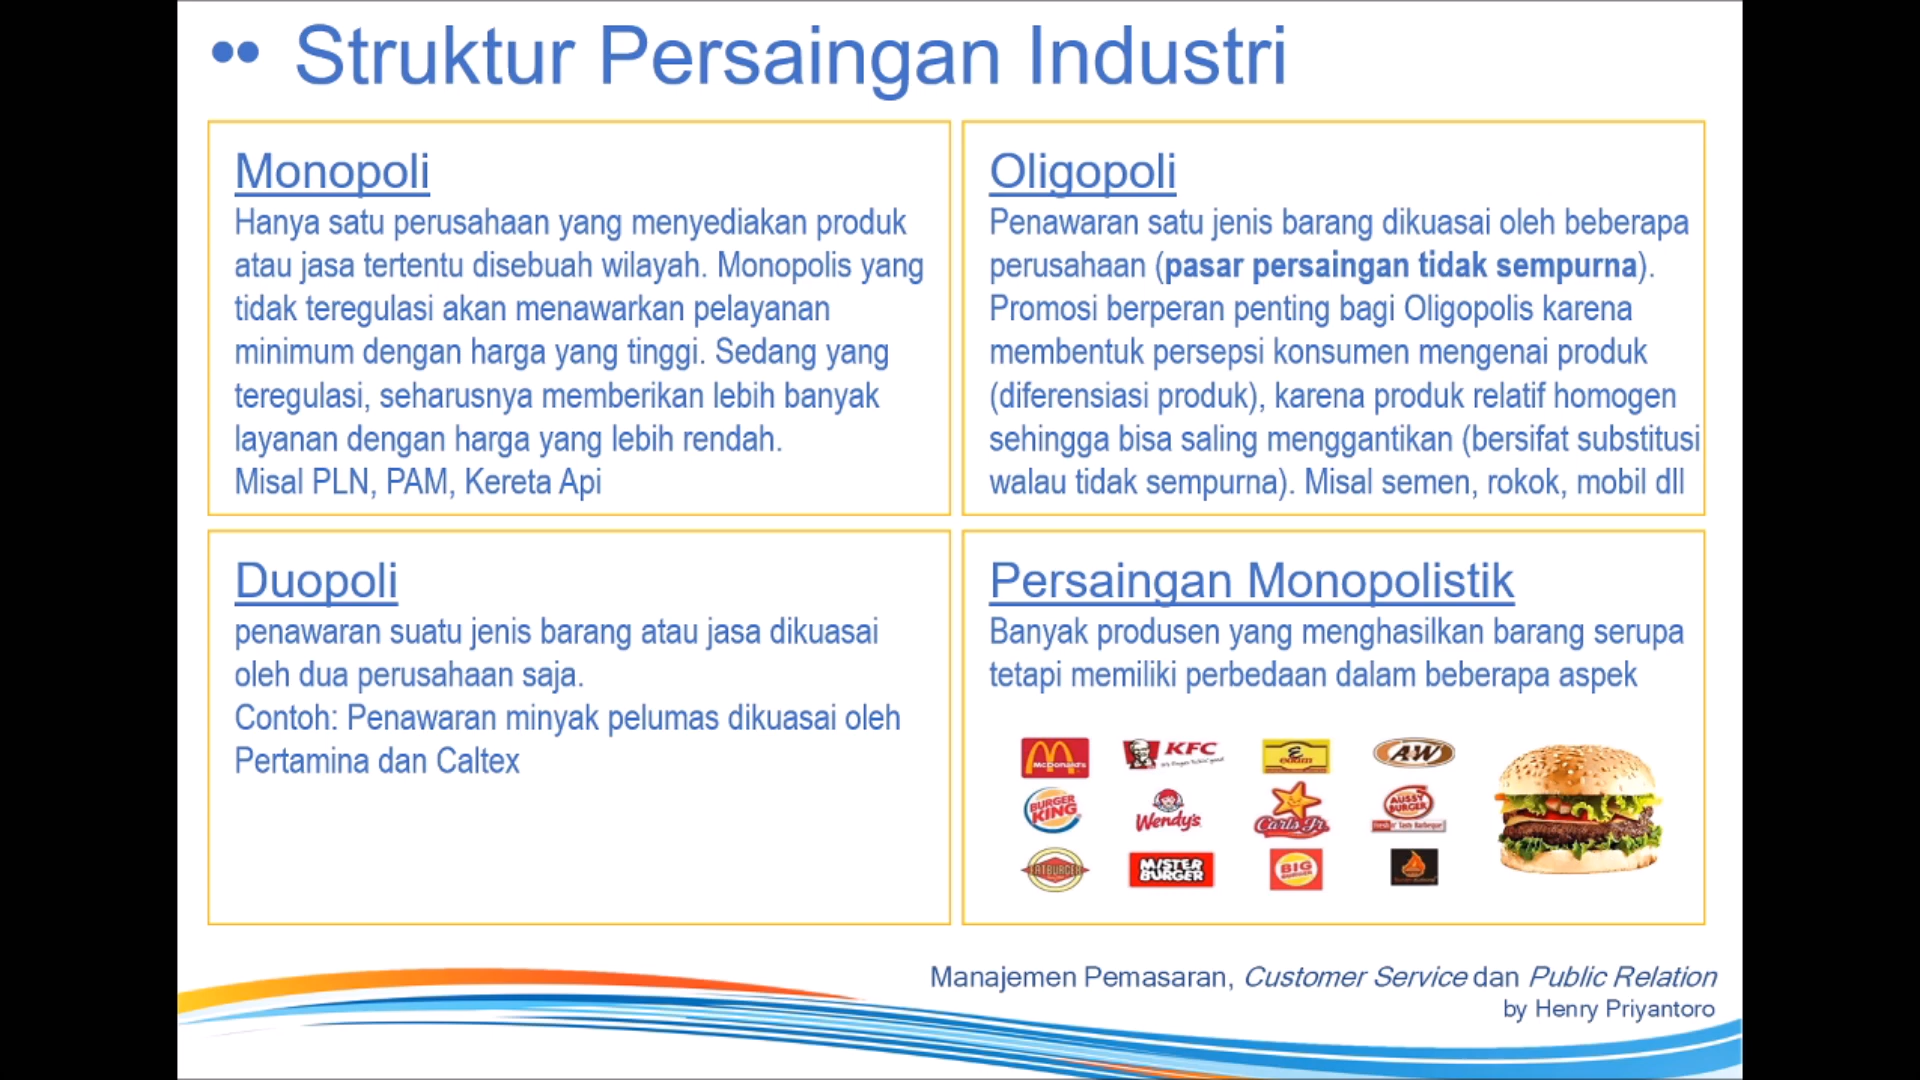 •• Struktur Persaingan Industri
Monopoli
Hanya satu perusahaan yang menyediakan produk
atau jasa tertentu disebuah wilayah. Monopolis yang
tidak teregulasi akan menawarkan pelayanan
minimum dengan harga yang tinggi. Sedang yang
teregulasi, seharusnya memberikan lebih banyak
layanan dengan harga yang lebih rendah.
Misal PLN, PAM, Kereta Api
Oligopoli
Penawaran satu jenis barang dikuasai oleh beberapa
perusahaan (pasar persaingan tidak sempurna).
Promosi berperan penting bagi Oligopolis karena
membentuk persepsi konsumen mengenai produk
(diferensiasi produk), karena produk relatif homogen
sehingga bisa saling menggantikan (bersifat substitusi
walau tidak sempurna). Misal semen, rokok, mobil dll
Duopoli
penawaran suatu jenis barang atau jasa dikuasai
oleh dua perusahaan saja.
Contoh: Penawaran minyak pelumas dikuasai oleh
Pertamina dan Caltex
Persaingan Monopolistik
Banyak produsen yang menghasilkan barang serupa
tetapi memiliki perbedaan dalam beberapa aspek
McDonald's
KFC
edam
A&W
BURGER KING
Wendy's
Carl's Jr
AUSSY BURGER
FATBURGER
MISTER BURGER
BIG BURGER
Manajemen Pemasaran, Customer Service dan Public Relation
by Henry Priyantoro